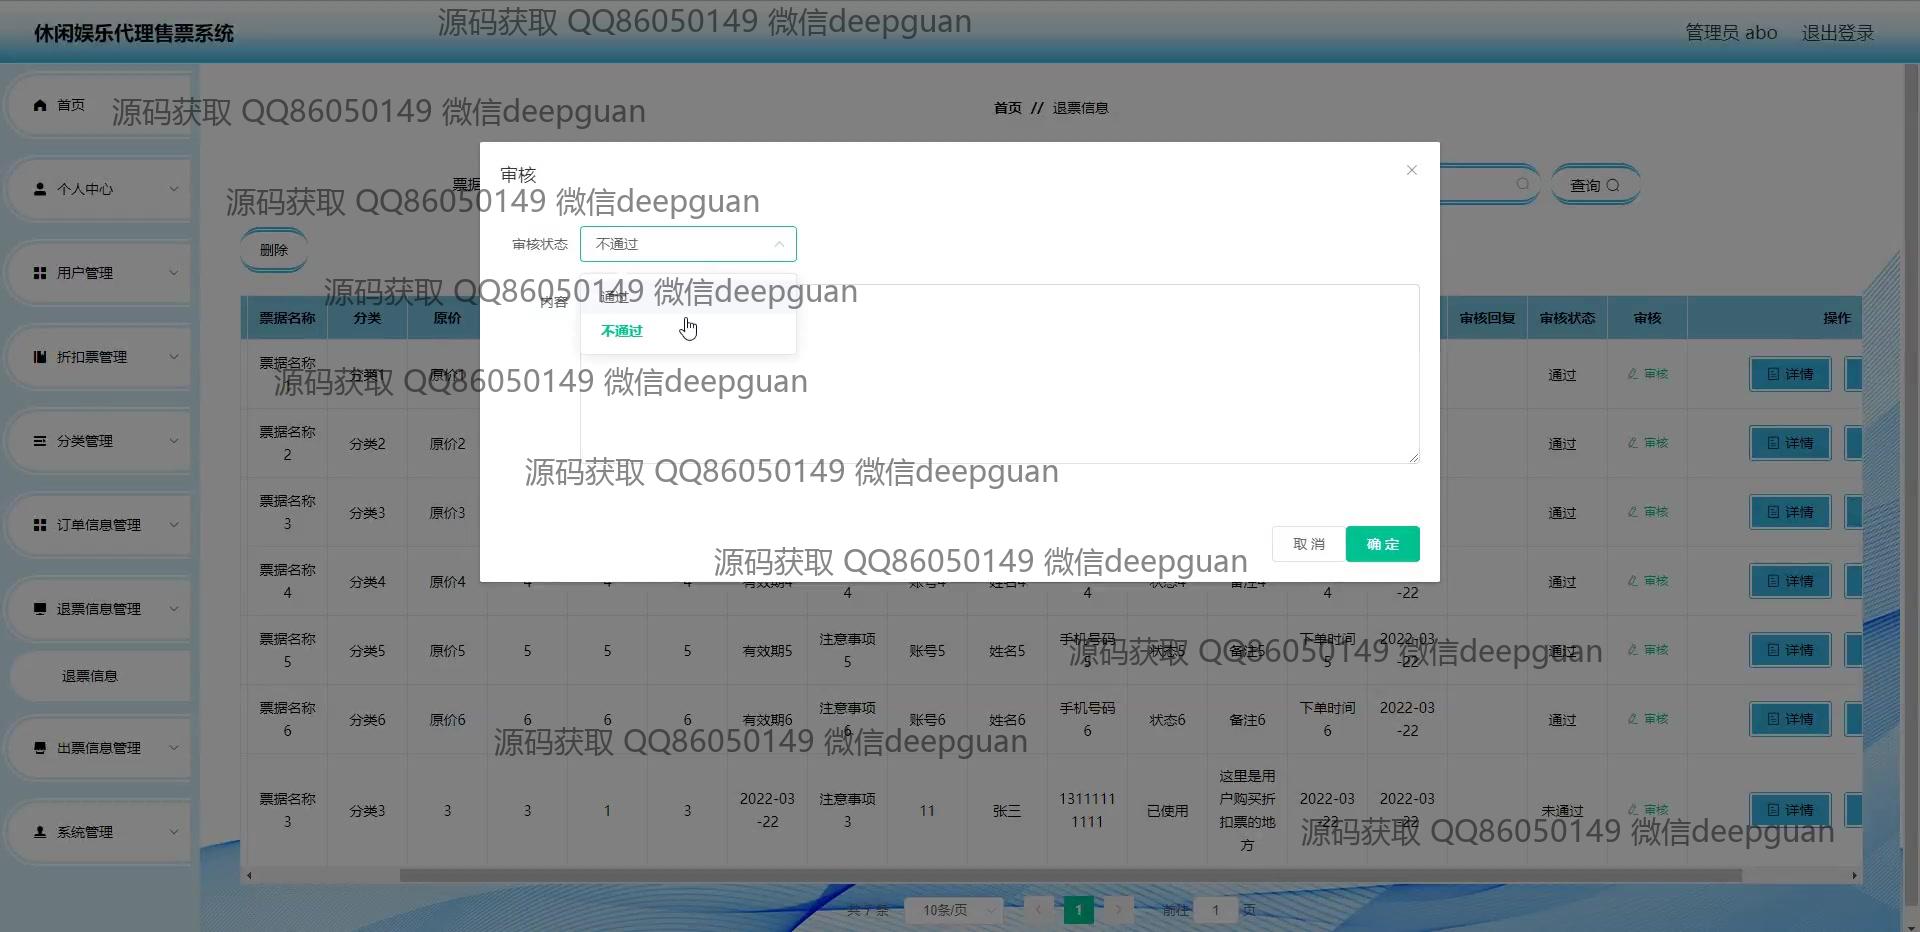 休闲娱乐代理售票系统
源码获取 QQ86050149 微信deepguan
管理员 abo 退出登录
首页
源码获取 QQ86050149 微信deepguan
首页 // 退票信息
个人中心
票据
审核
源码获取 QQ86050149 微信deepguan
查询
删除
审核状态 不通过
用户管理
内容
通过
不通过
源码获取 QQ86050149 微信deepguan
票据名称 分类 原价 审核回复 审核状态 审核 操作
折扣票管理
票据名称 分类1 原价1 通过 审核 详情
源码获取 QQ86050149 微信deepguan
分类管理
票据名称2 分类2 原价2 通过 审核 详情
源码获取 QQ86050149 微信deepguan
订单信息管理
票据名称3 分类3 原价3 通过 审核 详情
取消 确定
源码获取 QQ86050149 微信deepguan
票据名称4 分类4 原价4 4 4 4 有效期4 4 账号4 姓名4 4 状态4 备注4 4 -22 通过 审核 详情
退票信息管理
票据名称5 分类5 原价5 5 5 5 有效期5 注意事项5 账号5 姓名5 手机号码5 状态5 备注5 下单时间5 2022-03-22 通过 审核 详情
源码获取 QQ86050149 微信deepguan
退票信息
票据名称6 分类6 原价6 6 6 6 有效期6 注意事项6 账号6 姓名6 手机号码6 状态6 备注6 下单时间6 2022-03-22 通过 审核 详情
源码获取 QQ86050149 微信deepguan
出票信息管理
票据名称3 分类3 3 3 1 3 2022-03-22 注意事项3 11 张三 13111111111 已使用 这里是用户购买折扣票的地方 2022-03-22 2022-03-22 未通过 审核 详情
源码获取 QQ86050149 微信deepguan
系统管理
共 7 条 10条/页 1 前往 1 页